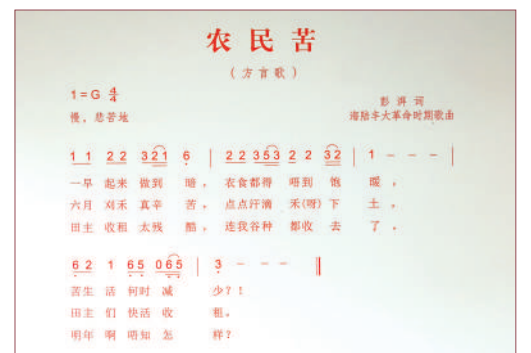 农民苦
(方言歌)
1=G 4/4
慢,悲苦地
彭湃 词
海陆丰大革命时期歌曲
1 1 2 2 3 2 1 6 | 2 2 3 5 3 2 2 3 2 | 1 - - - |
一早 起来 做到 暗, 衣食都得 唔到 饱 暖,
六月 刈禾 真辛 苦, 点点汗滴 禾(呀)下 土,
田主 收租 太残 酷, 连我谷种 都收 去 了,
6 2 1 6 5 0 6 5 | 3 - - - ‖
苦生 活 何时 减 少?!
田主 们 快活 收 租。
明年 啊 唔知 怎 样?